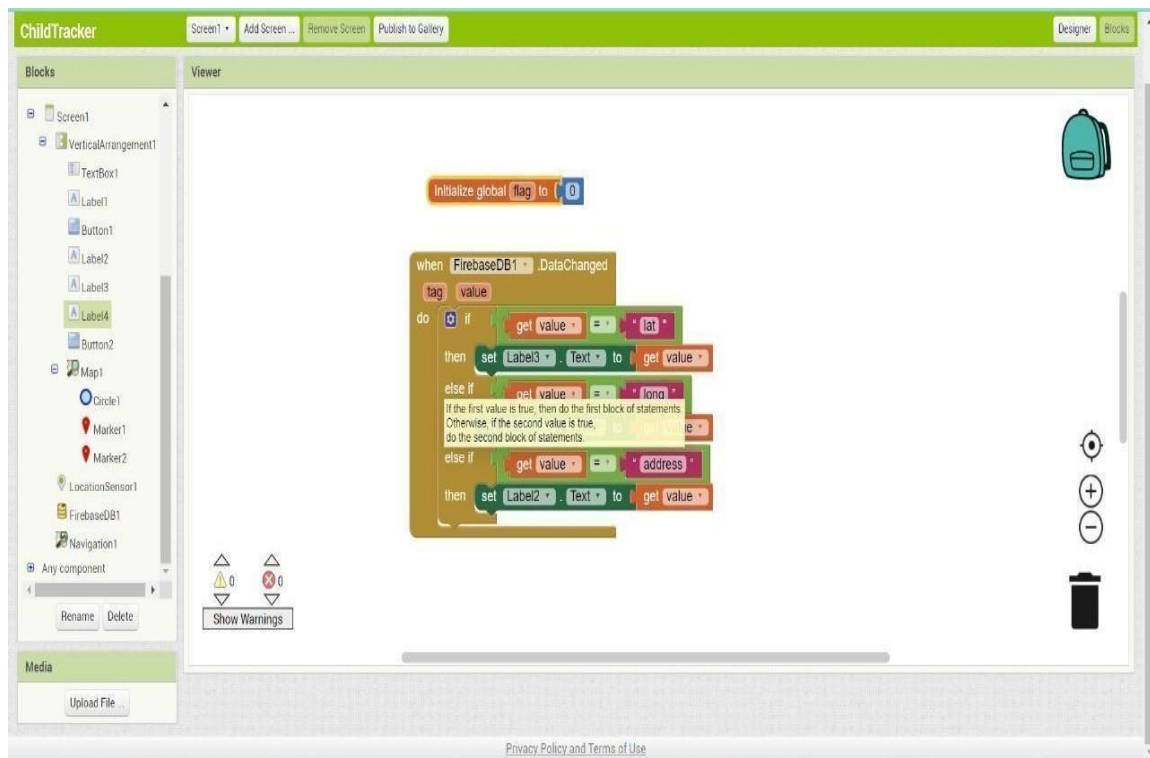 ChildTracker Screen1 Add Screen ... Remove Screen Publish to Gallery Designer Blocks
Blocks
Screen1
VerticalArrangement1
TextBox1
Label1
Button1
Label2
Label3
Label4
Button2
Map1
Circle1
Marker1
Marker2
LocationSensor1
FirebaseDB1
Navigation1
Any component
Rename Delete
Media
Upload File ...
Viewer
initialize global flag to 0
when FirebaseDB1 .DataChanged
tag value
do if get value = " lat "
then set Label3 . Text to get value
else if get value = " long "
If the first value is true, then do the first block of statements.
Otherwise, if the second value is true,
do the second block of statements.
else if get value = " address "
then set Label2 . Text to get value
0 0
Show Warnings
Privacy Policy and Terms of Use